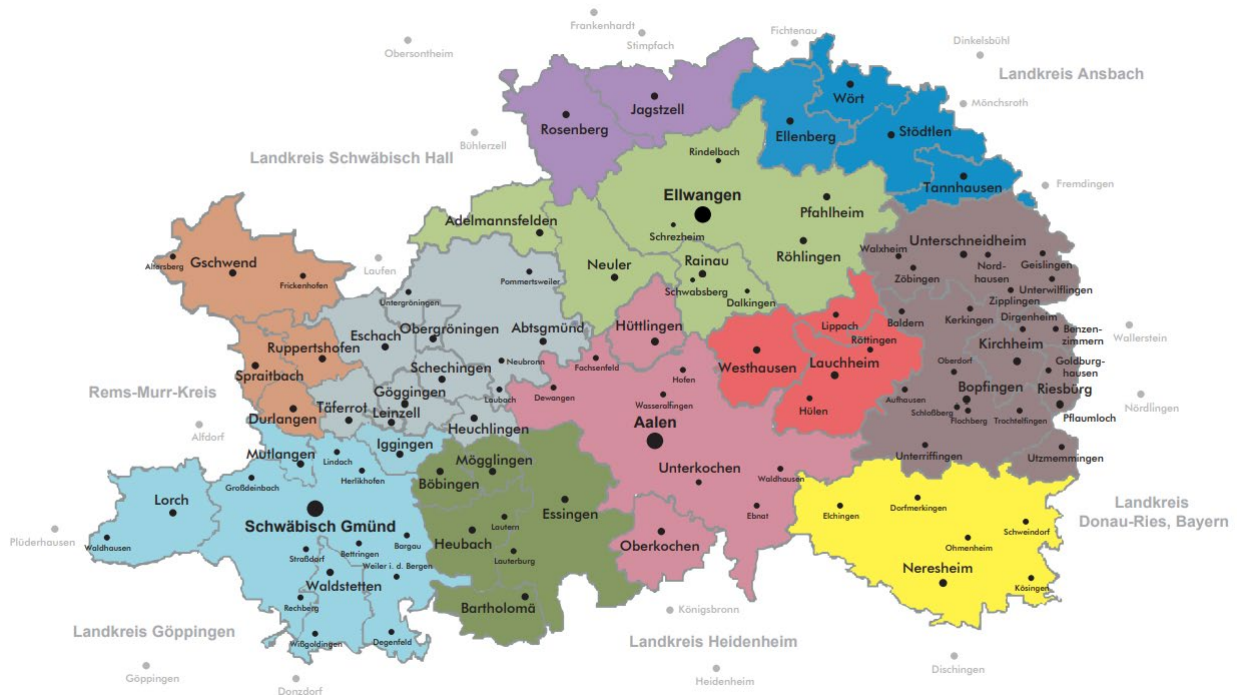 Frankenhardt
Stimpfach
Obersontheim
Fichtenau
Dinkelsbühl
Landkreis Ansbach
Wört
Jagstzell
Mönchsroth
Rosenberg
Ellenberg
Stödtlen
Bühlerzell
Landkreis Schwäbisch Hall
Rindelbach
Tannhausen
Fremdingen
Ellwangen
Adelmannsfelden
Pfahlheim
Schrezheim
Röhlingen
Unterschneidheim
Walxheim
Zöbingen
Nord-
hausen
Geislingen
Unterwilflingen
Zipplingen
Altersberg
Gschwend
Frickenhofen
Laufen
Pommertsweiler
Neuler
Rainau
Schwabsberg
Dalkingen
Untergröningen
Eschach
Obergröningen
Abtsgmünd
Hüttlingen
Lippach
Röttingen
Baldern
Kerkingen
Dirgenheim
Benzen-
zimmern
Wallerstein
Kirchheim
Ruppertshofen
Spraitbach
Schechingen
Neubronn
Fachsenfeld
Westhausen
Lauchheim
Oberdorf
Goldburg-
hausen
Rems-Murr-Kreis
Göggingen
Täferrot
Leinzell
Laubach
Dewangen
Hofen
Wasseralfingen
Hülen
Aufhausen
Bopfingen
Riesbürg
Nördlingen
Durlangen
Heuchlingen
Aalen
Schloßberg
Flochberg
Trochtelfingen
Pflaumloch
Alfdorf
Mutlangen
Lindach
Iggingen
Herlikhofen
Großdeinbach
Böbingen
Mögglingen
Unterkochen
Waldhausen
Unterriffingen
Utzmemmingen
Lorch
Schwäbisch Gmünd
Essingen
Ebnat
Elchingen
Dorfmerkingen
Schweindorf
Landkreis
Donau-Ries, Bayern
Plüderhausen
Waldhausen
Straßdorf
Bettringen
Bargau
Heubach
Lautern
Lauterburg
Oberkochen
Ohmenheim
Waldstetten
Weiler i. d. Bergen
Neresheim
Kösingen
Rechberg
Bartholomä
Königsbronn
Landkreis Göppingen
Wißgoldingen
Degenfeld
Landkreis Heidenheim
Göppingen
Donzdorf
Heidenheim
Dischingen